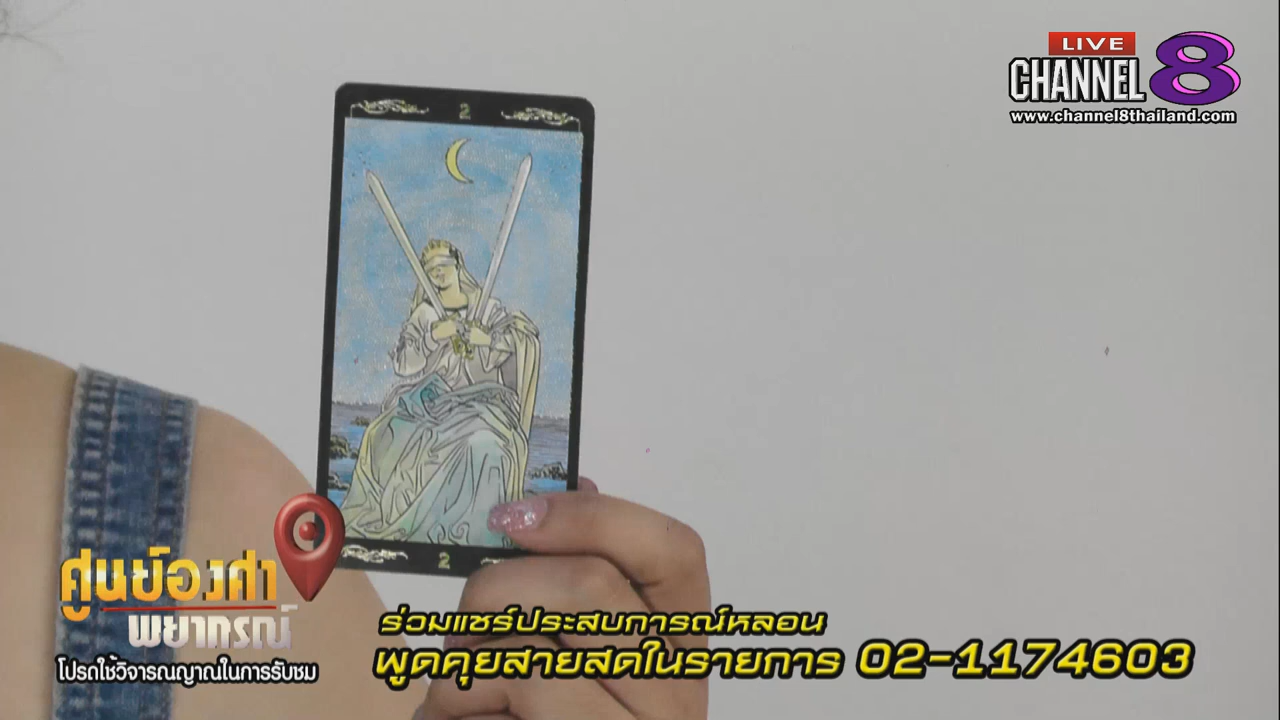 LIVE
CHANNEL 8
www.channel8thailand.com
2
2
ศูนย์องศา
พยากรณ์
โปรดใช้วิจารณญาณในการรับชม
ร่วมแชร์ประสบการณ์หลอน
พูดคุยสายสดในรายการ 02-1174603